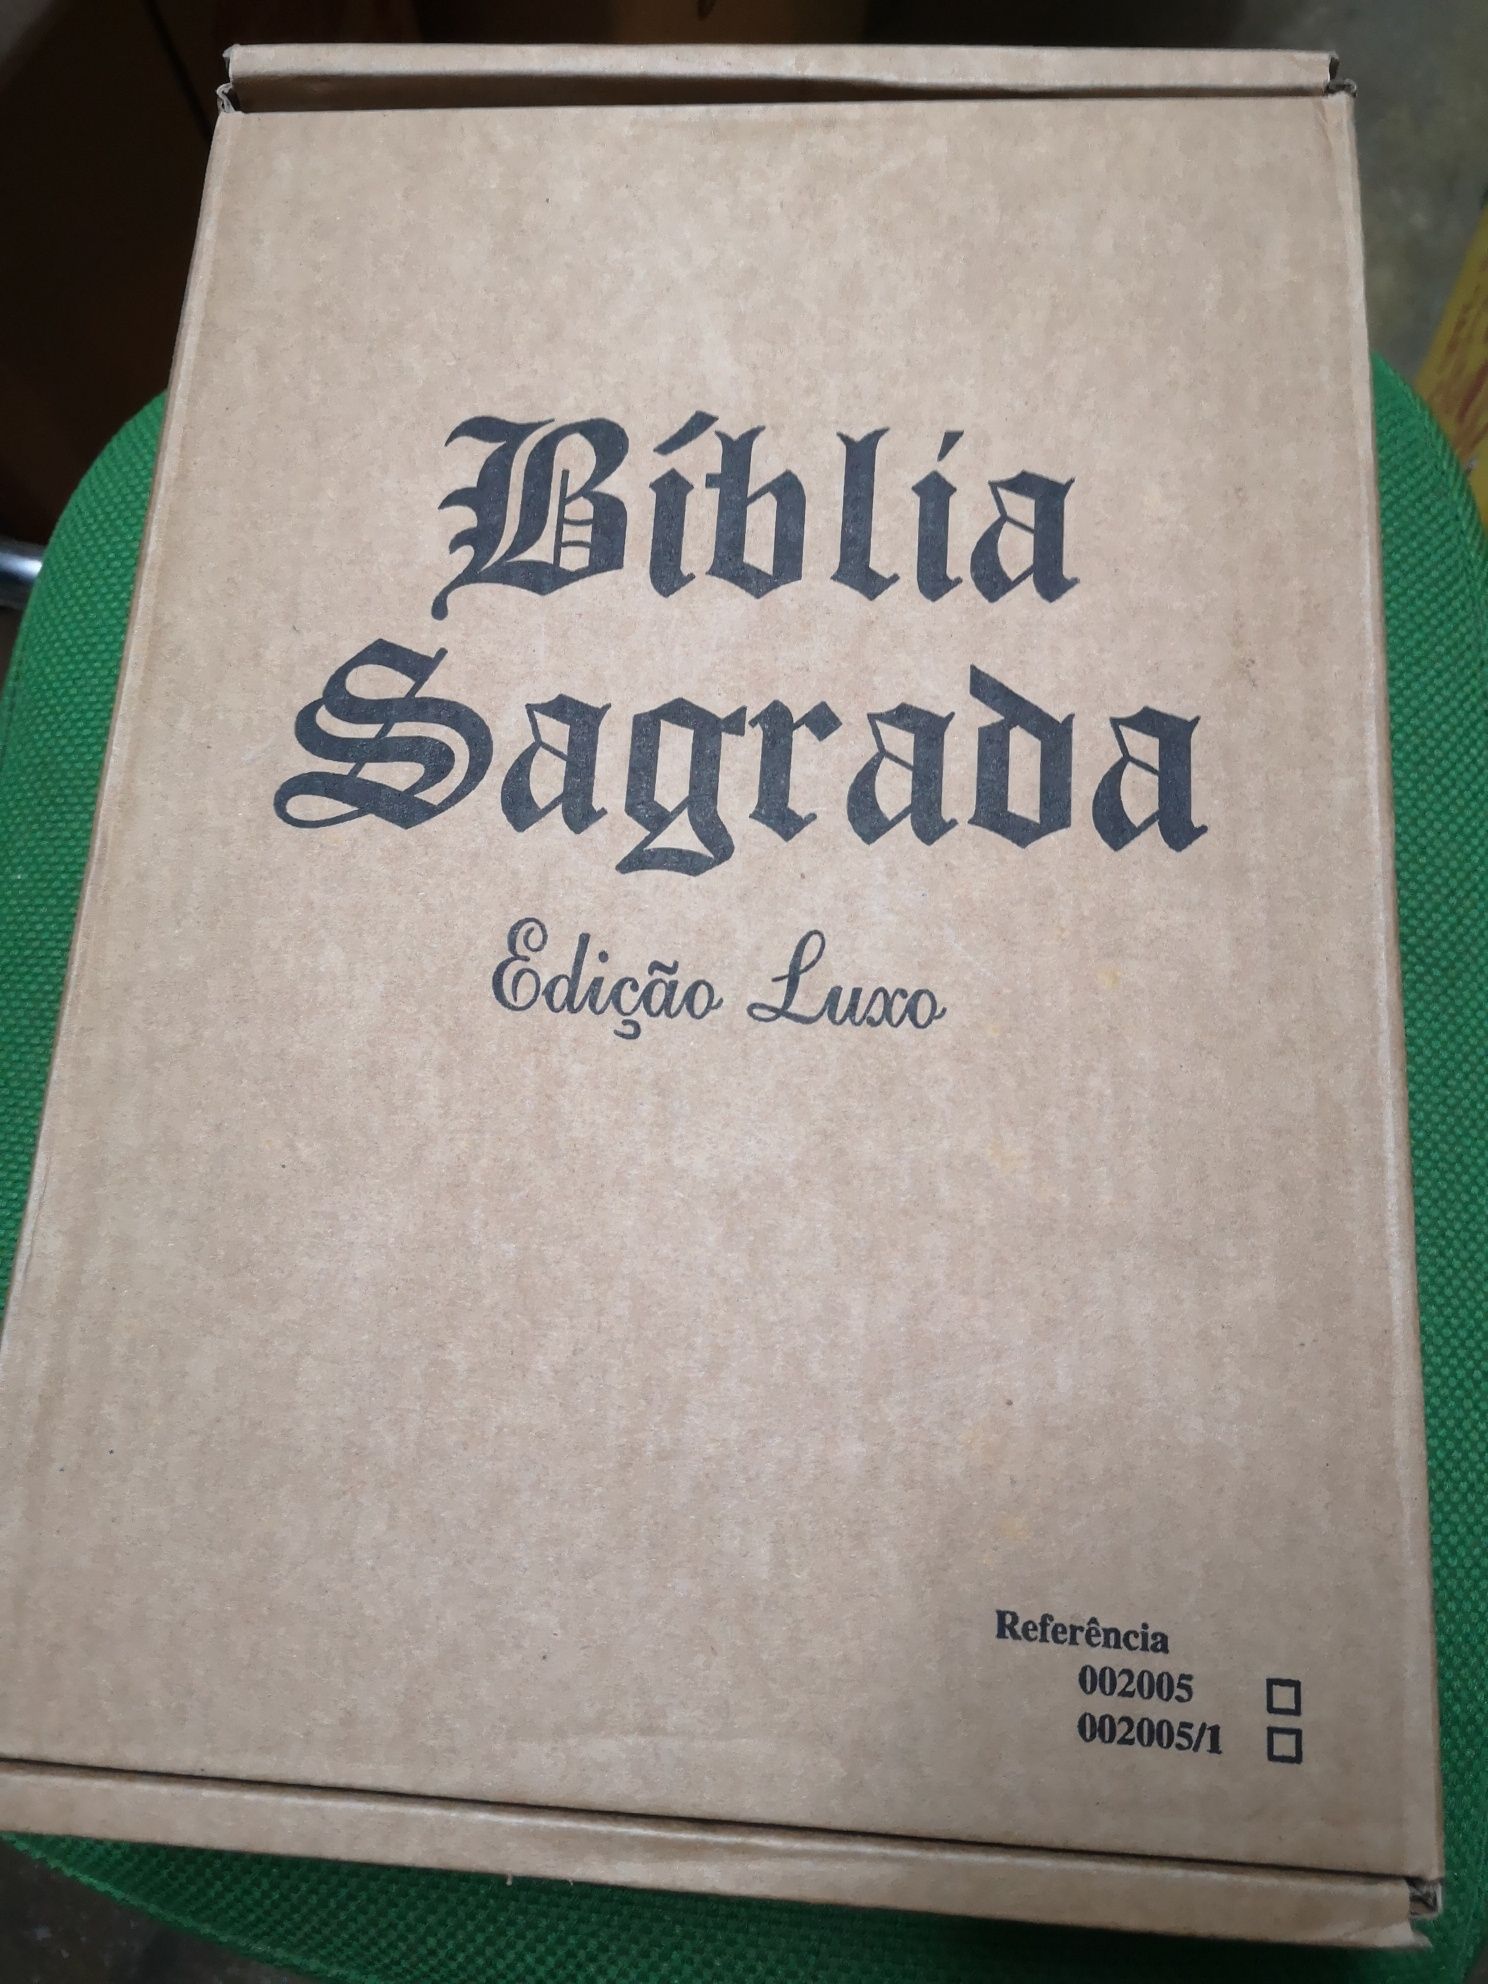 Bíblia
Sagrada
Edição Luxo
Referência
002005 ☐
002005/1 ☐